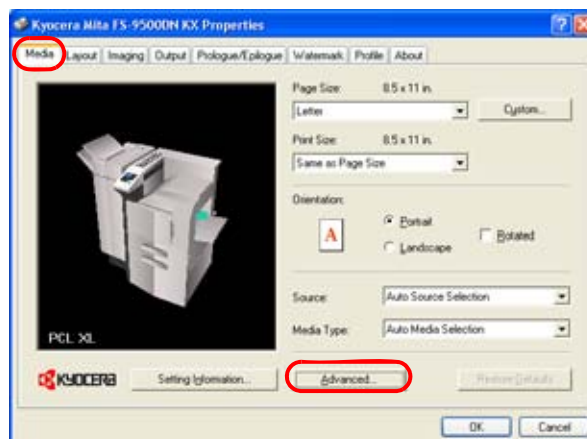 Kyocera Mita FS-9500DN KX Properties
Media Layout Imaging Output Prologue/Epilogue Watermark Profile About
Page Size: 8.5 x 11 in.
Letter
Custom...
Print Size: 8.5 x 11 in.
Same as Page Size
Orientation:
A
Portrait
Landscape
Rotated
Source: Auto Source Selection
Media Type: Auto Media Selection
PCL XL
KYOCERA
Setting Information...
Advanced...
Restore Defaults
OK
Cancel